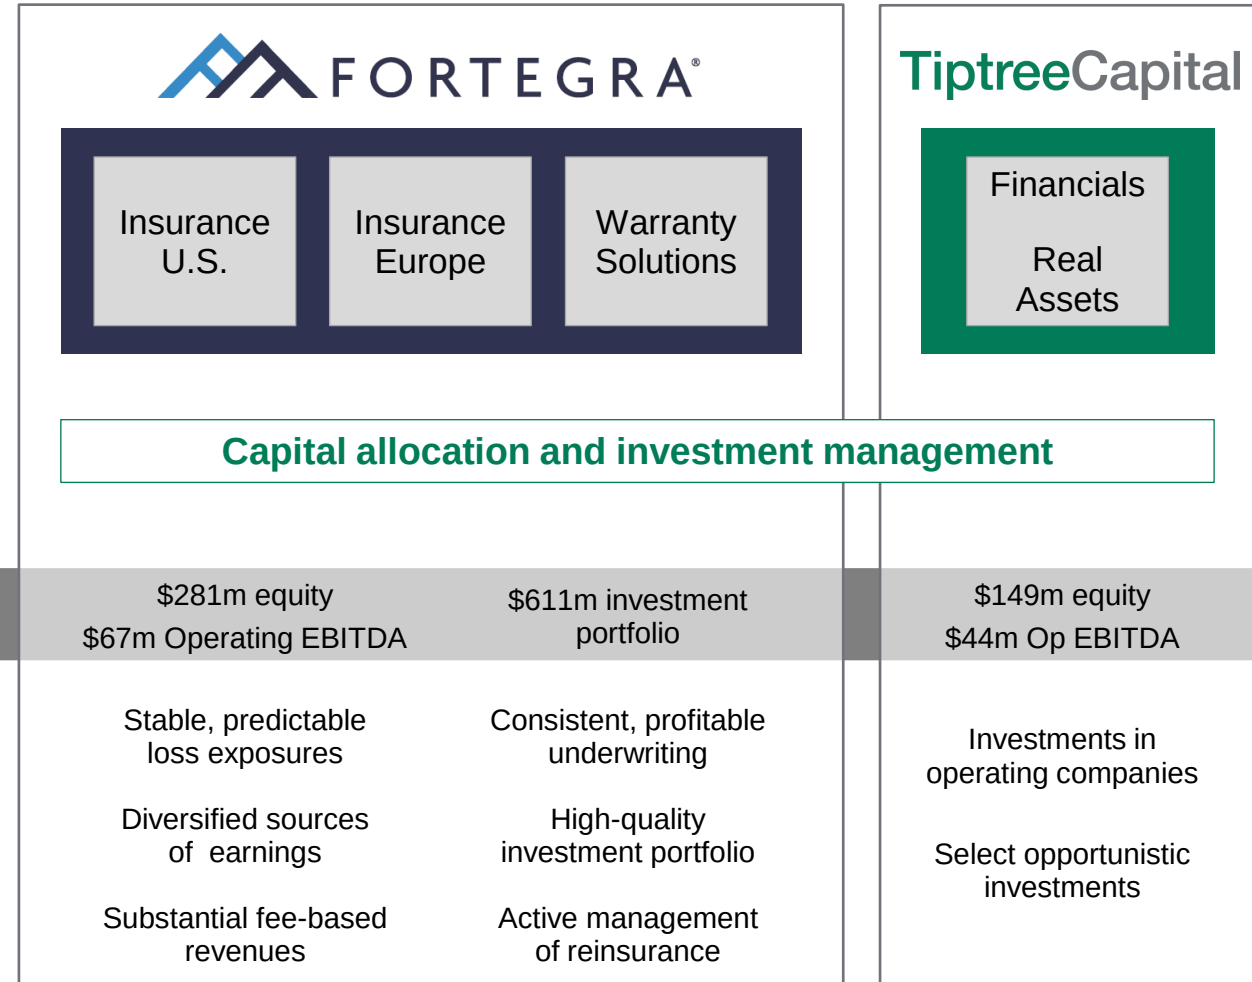 FORTEGRA®
Insurance
U.S.
Insurance
Europe
Warranty
Solutions
TiptreeCapital
Financials
Real
Assets
Capital allocation and investment management
$281m equity
$67m Operating EBITDA
$611m investment
portfolio
$149m equity
$44m Op EBITDA
Stable, predictable
loss exposures
Diversified sources
of earnings
Substantial fee-based
revenues
Consistent, profitable
underwriting
High-quality
investment portfolio
Active management
of reinsurance
Investments in
operating companies
Select opportunistic
investments